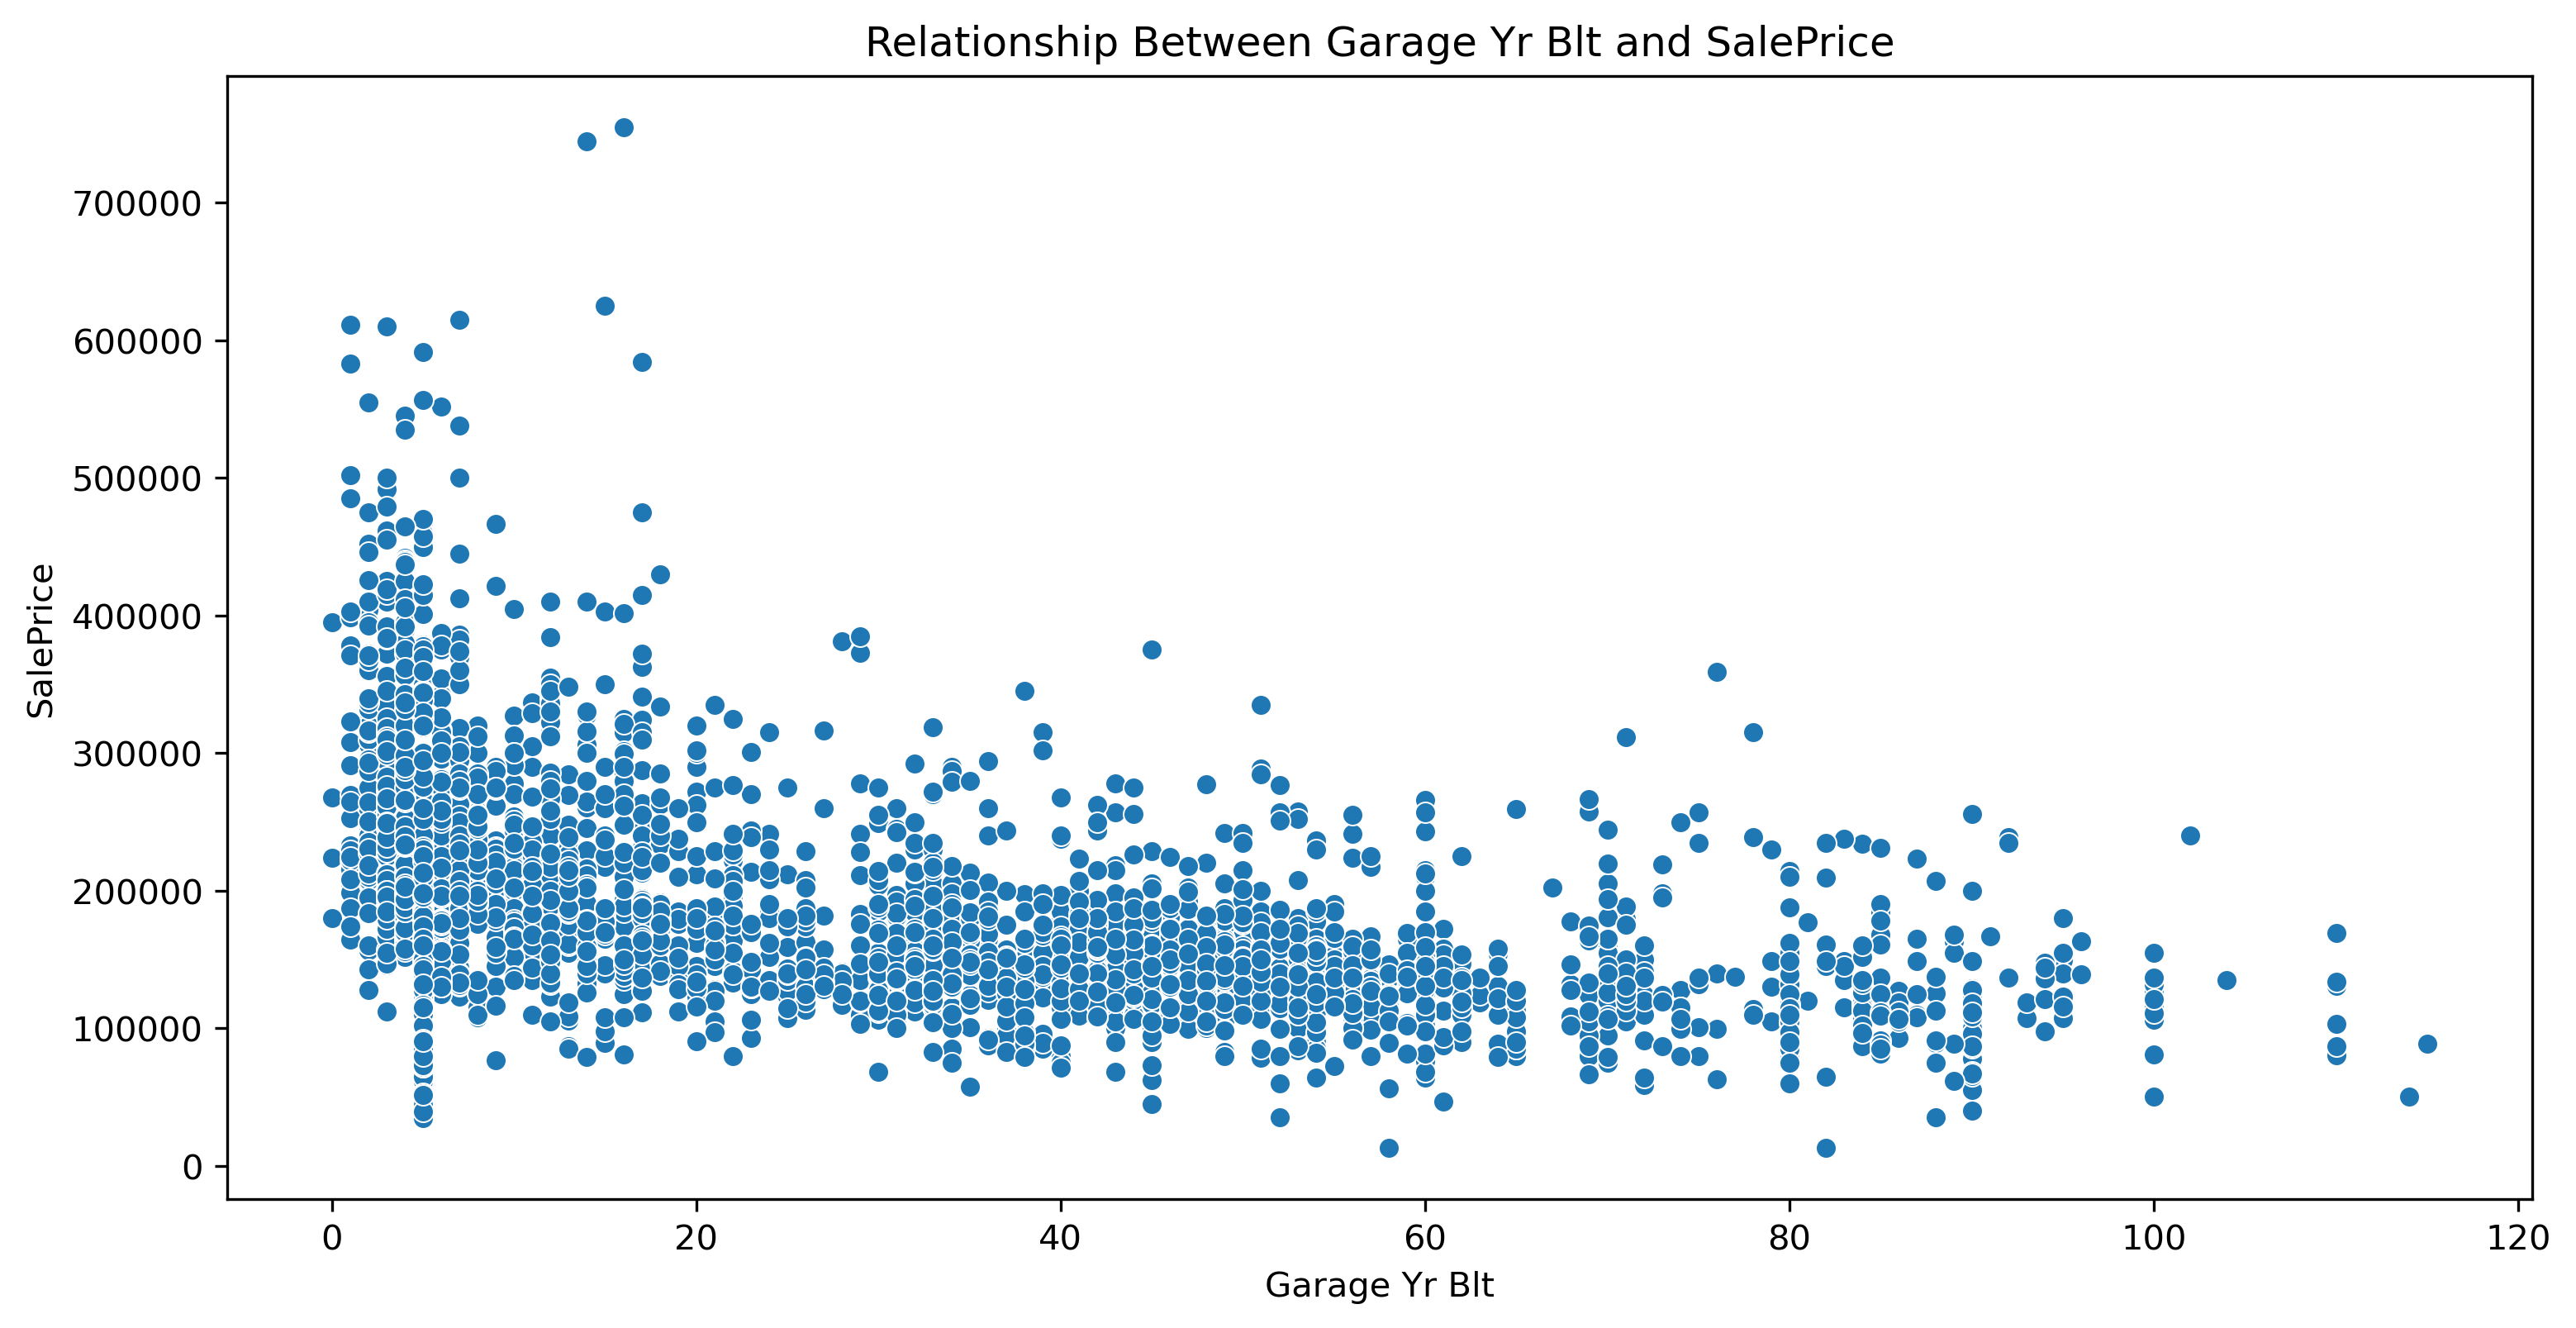 Relationship Between Garage Yr Blt and SalePrice
700000
600000
500000
400000
300000
200000
100000
0
SalePrice
0 20 40 60 80 100 120
Garage Yr Blt